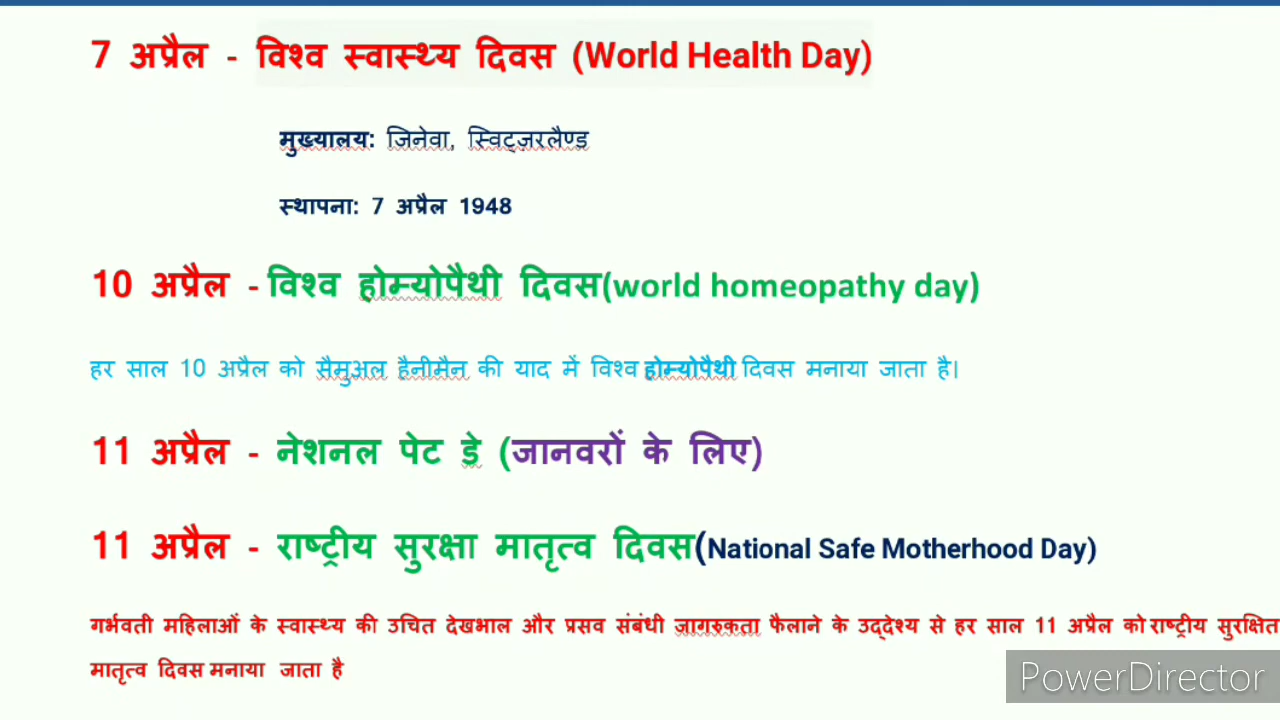 7 अप्रैल - विश्व स्वास्थ्य दिवस (World Health Day)
मुख्यालय: जिनेवा, स्विट्ज़रलैण्ड
स्थापना: 7 अप्रैल 1948
10 अप्रैल - विश्व होम्योपैथी दिवस(world homeopathy day)
हर साल 10 अप्रैल को सैमुअल हैनीमैन की याद में विश्व होम्योपैथी दिवस मनाया जाता है।
11 अप्रैल - नेशनल पेट डे (जानवरों के लिए)
11 अप्रैल - राष्ट्रीय सुरक्षा मातृत्व दिवस(National Safe Motherhood Day)
गर्भवती महिलाओं के स्वास्थ्य की उचित देखभाल और प्रसव संबंधी जागरुकता फैलाने के उद्देश्य से हर साल 11 अप्रैल को राष्ट्रीय सुरक्षित
मातृत्व दिवस मनाया जाता है
PowerDirector